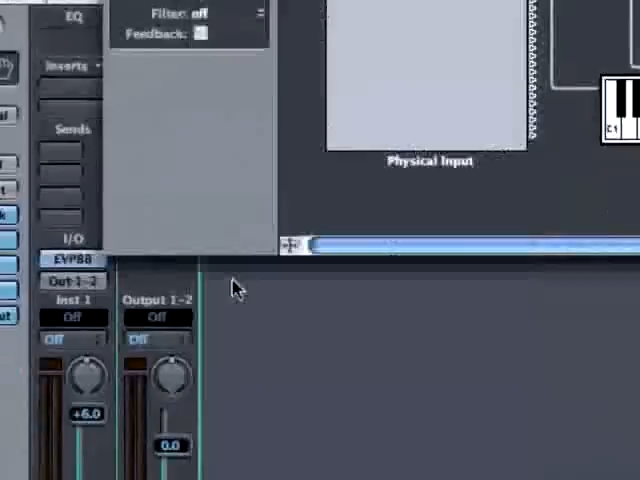 EQ
Filter: off
Feedback:
Inserts
Sends
C1
Physical Input
I/O
EVP88
Out 1-2
Inst 1
Output 1-2
Off
Off
Off
Off
+6.0
0.0